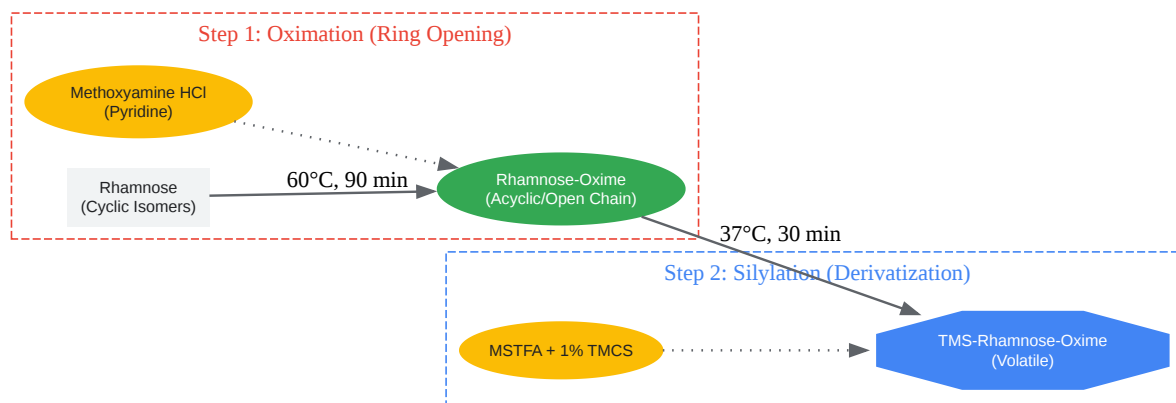 Step 1: Oximation (Ring Opening)
Methoxyamine HCl
(Pyridine)
60°C, 90 min
Rhamnose
(Cyclic Isomers)
Rhamnose-Oxime
(Acyclic/Open Chain)
37°C, 30 min
Step 2: Silylation (Derivatization)
MSTFA + 1% TMCS
TMS-Rhamnose-Oxime
(Volatile)